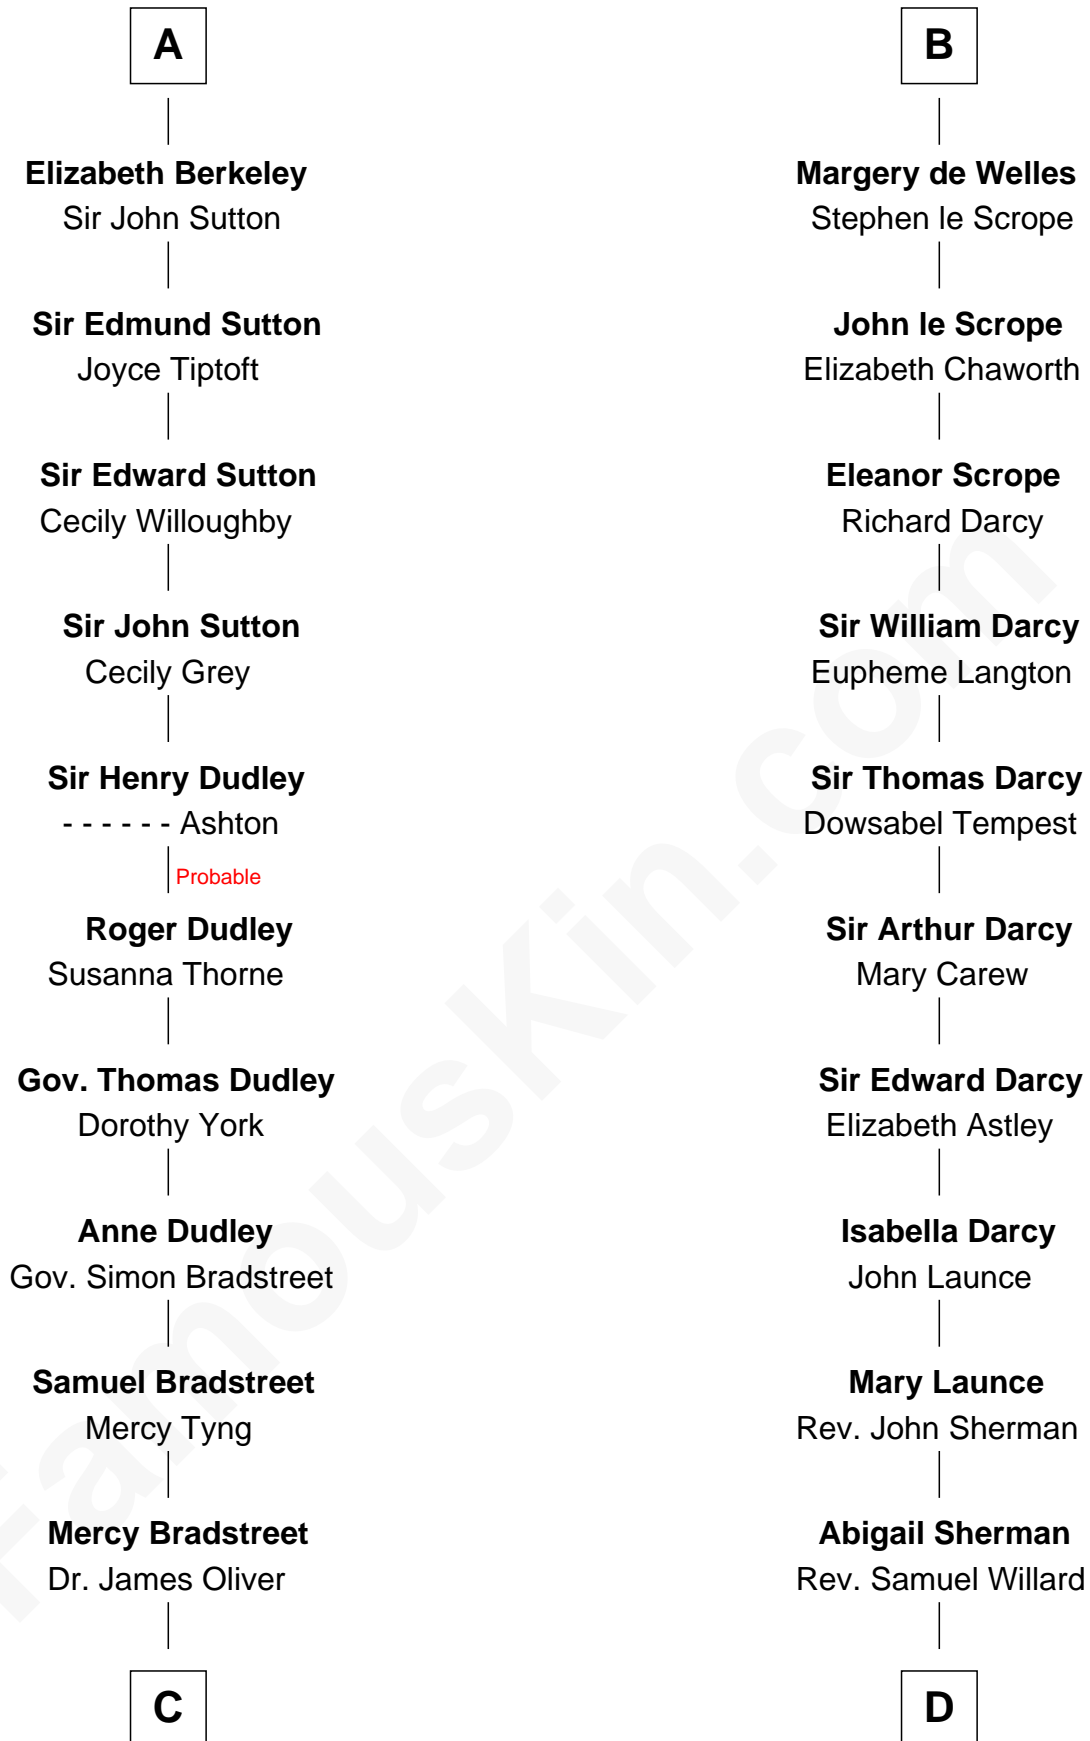 A
Elizabeth Berkeley
Sir John Sutton
Sir Edmund Sutton
Joyce Tiptoft
Sir Edward Sutton
Cecily Willoughby
Sir John Sutton
Cecily Grey
Sir Henry Dudley
- - - - - - Ashton
Probable
Roger Dudley
Susanna Thorne
Gov. Thomas Dudley
Dorothy York
Anne Dudley
Gov. Simon Bradstreet
Samuel Bradstreet
Mercy Tyng
Mercy Bradstreet
Dr. James Oliver
C
B
Margery de Welles
Stephen le Scrope
John le Scrope
Elizabeth Chaworth
Eleanor Scrope
Richard Darcy
Sir William Darcy
Eupheme Langton
Sir Thomas Darcy
Dowsabel Tempest
Sir Arthur Darcy
Mary Carew
Sir Edward Darcy
Elizabeth Astley
Isabella Darcy
John Launce
Mary Launce
Rev. John Sherman
Abigail Sherman
Rev. Samuel Willard
D
FamousKin.com